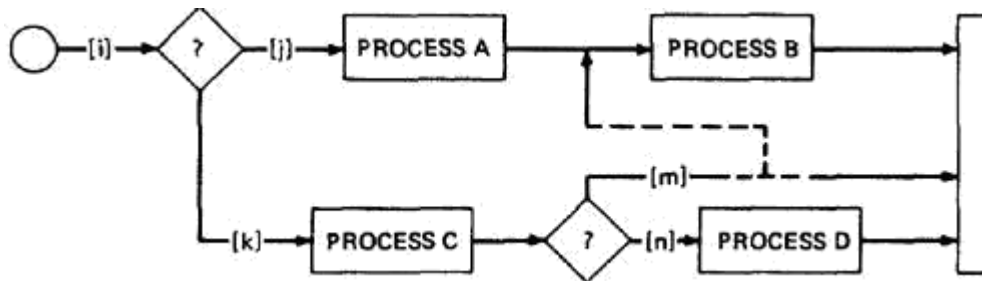 [i] ? [j] PROCESS A PROCESS B
[m]
[k] PROCESS C ? [n] PROCESS D